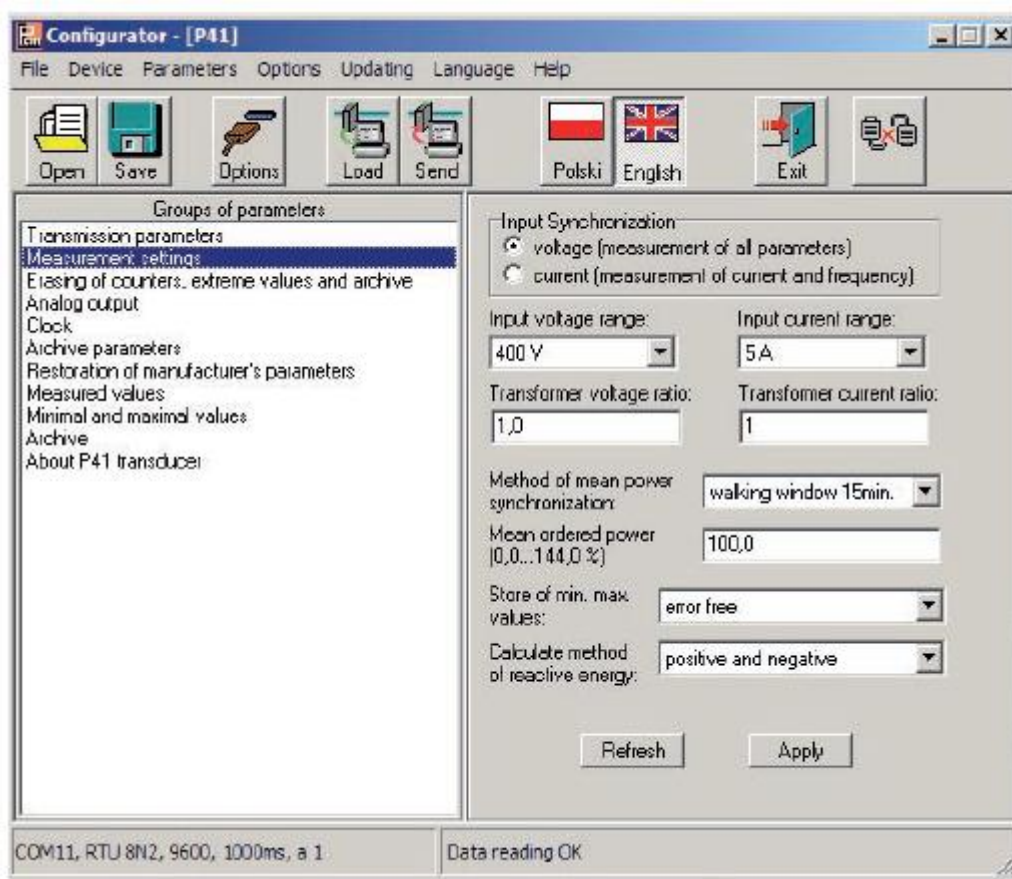 Configurator - [P41]
File Device Parameters Options Updating Language Help
Open Save Options Load Send Polski English Exit
Groups of parameters
Transmission parameters
Measurement settings
Erasing of counters, extreme values and archive
Analog output
Clock
Archive parameters
Restoration of manufacturer's parameters
Measured values
Minimal and maximal values
Archive
About P41 transducer
Input Synchronization
voltage (measurement of all parameters)
current (measurement of current and frequency)
Input voltage range: Input current range:
400 V 5 A
Transformer voltage ratio: Transformer current ratio:
1,0 1
Method of mean power
synchronization:
walking window 15min.
Mean ordered power
(0,0...144,0 %)
100,0
Store of min. max.
values:
error free
Calculate method
of reactive energy:
positive and negative
Refresh Apply
COM11, RTU 8N2, 9600, 1000ms, a 1 Data reading OK